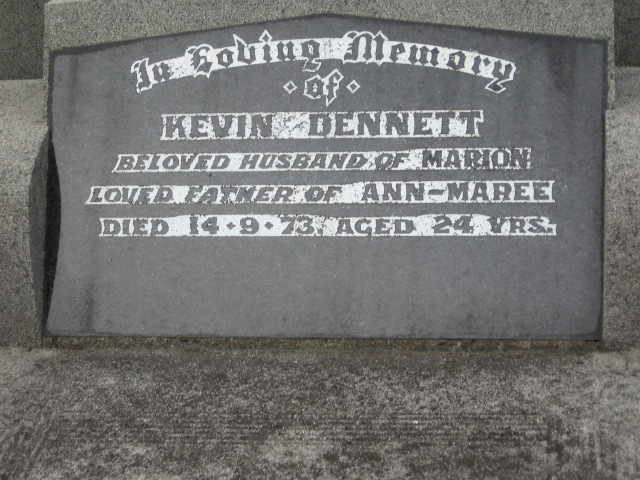 In Loving Memory
of
KEVIN DENNETT
BELOVED HUSBAND OF MARION
LOVED FATHER OF ANN-MAREE
DIED 14·9·73, AGED 24 YRS.